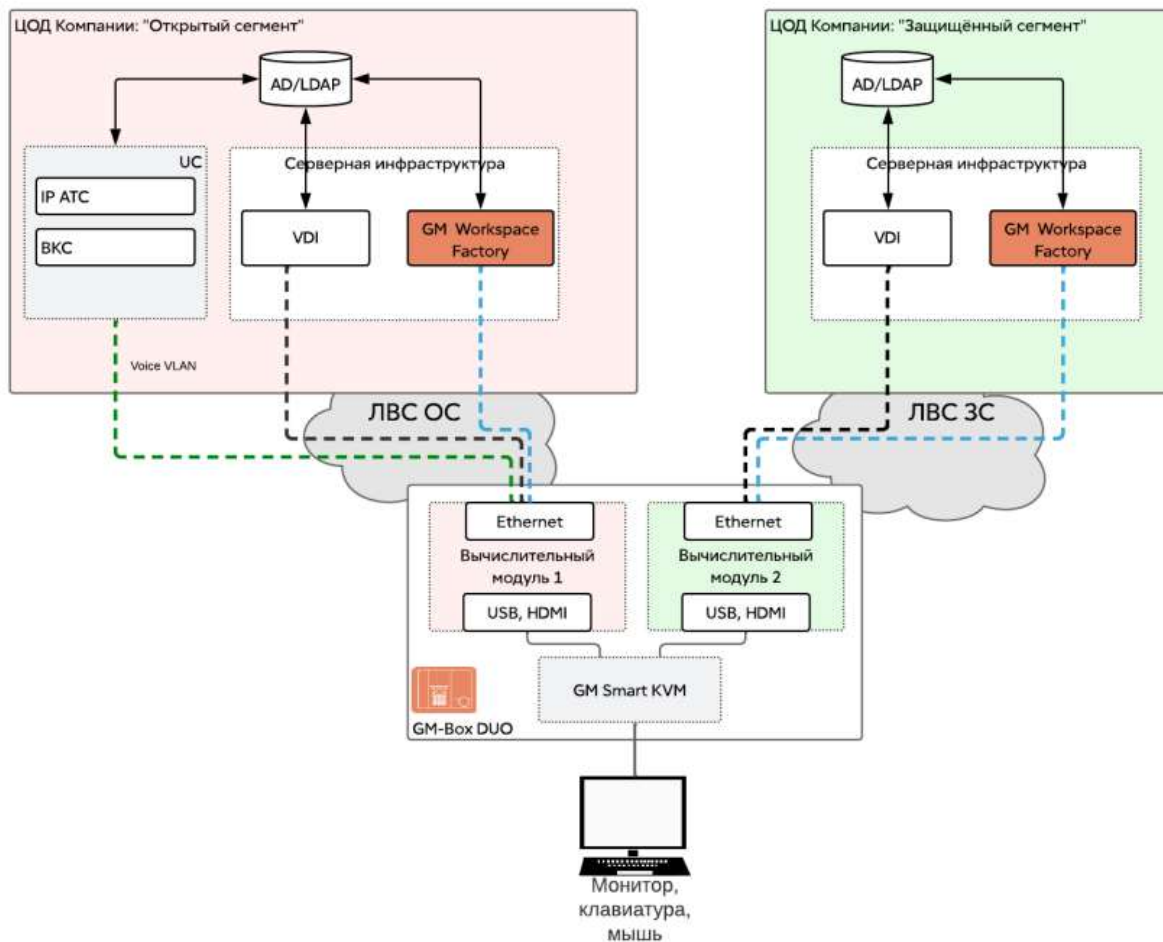 ЦОД Компании: "Открытый сегмент"
AD/LDAP
UC
IP АТС
ВКС
Серверная инфраструктура
VDI
GM Workspace
Factory
Voice VLAN
ЦОД Компании: "Защищённый сегмент"
AD/LDAP
Серверная инфраструктура
VDI
GM Workspace
Factory
ЛВС ОС
ЛВС ЗС
Ethernet
Вычислительный
модуль 1
USB, HDMI
Ethernet
Вычислительный
модуль 2
USB, HDMI
GM Smart KVM
GM-Box DUO
Монитор,
клавиатура,
мышь